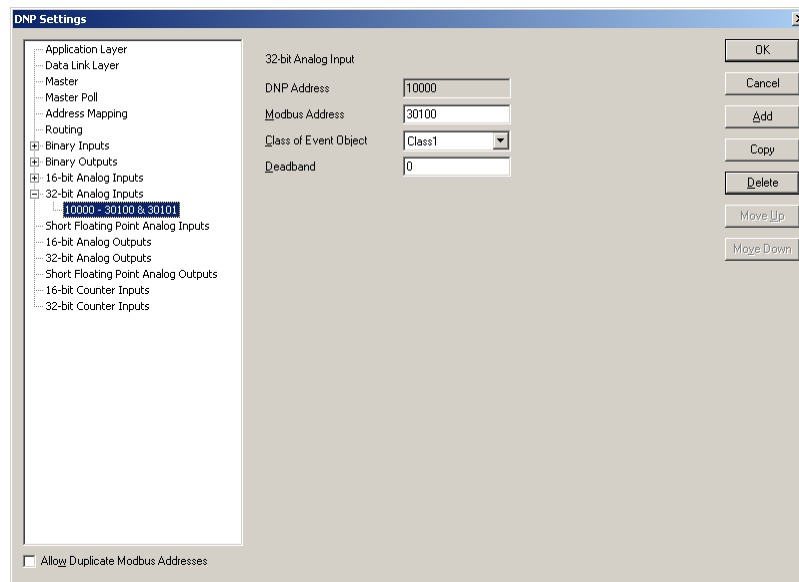 DNP Settings
Application Layer
Data Link Layer
Master
Master Poll
Address Mapping
Routing
Binary Inputs
Binary Outputs
16-bit Analog Inputs
32-bit Analog Inputs
10000 - 30100 & 30101
Short Floating Point Analog Inputs
16-bit Analog Outputs
32-bit Analog Outputs
Short Floating Point Analog Outputs
16-bit Counter Inputs
32-bit Counter Inputs
Allow Duplicate Modbus Addresses
32-bit Analog Input
DNP Address 10000
Modbus Address 30100
Class of Event Object Class1
Deadband 0
OK
Cancel
Add
Copy
Delete
Move Up
Move Down